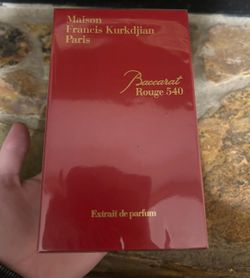 Maison
Francis Kurkdjian
Paris
Baccarat
Rouge 540
Extrait de parfum